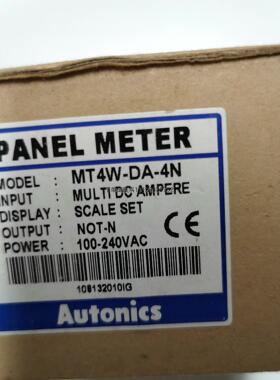 PANEL METER
MODEL : MT4W-DA-4N
INPUT : MULTI DC AMPERE
DISPLAY : SCALE SET
OUTPUT : NOT-N
POWER : 100-240VAC
CE
108132010IG
Autonics